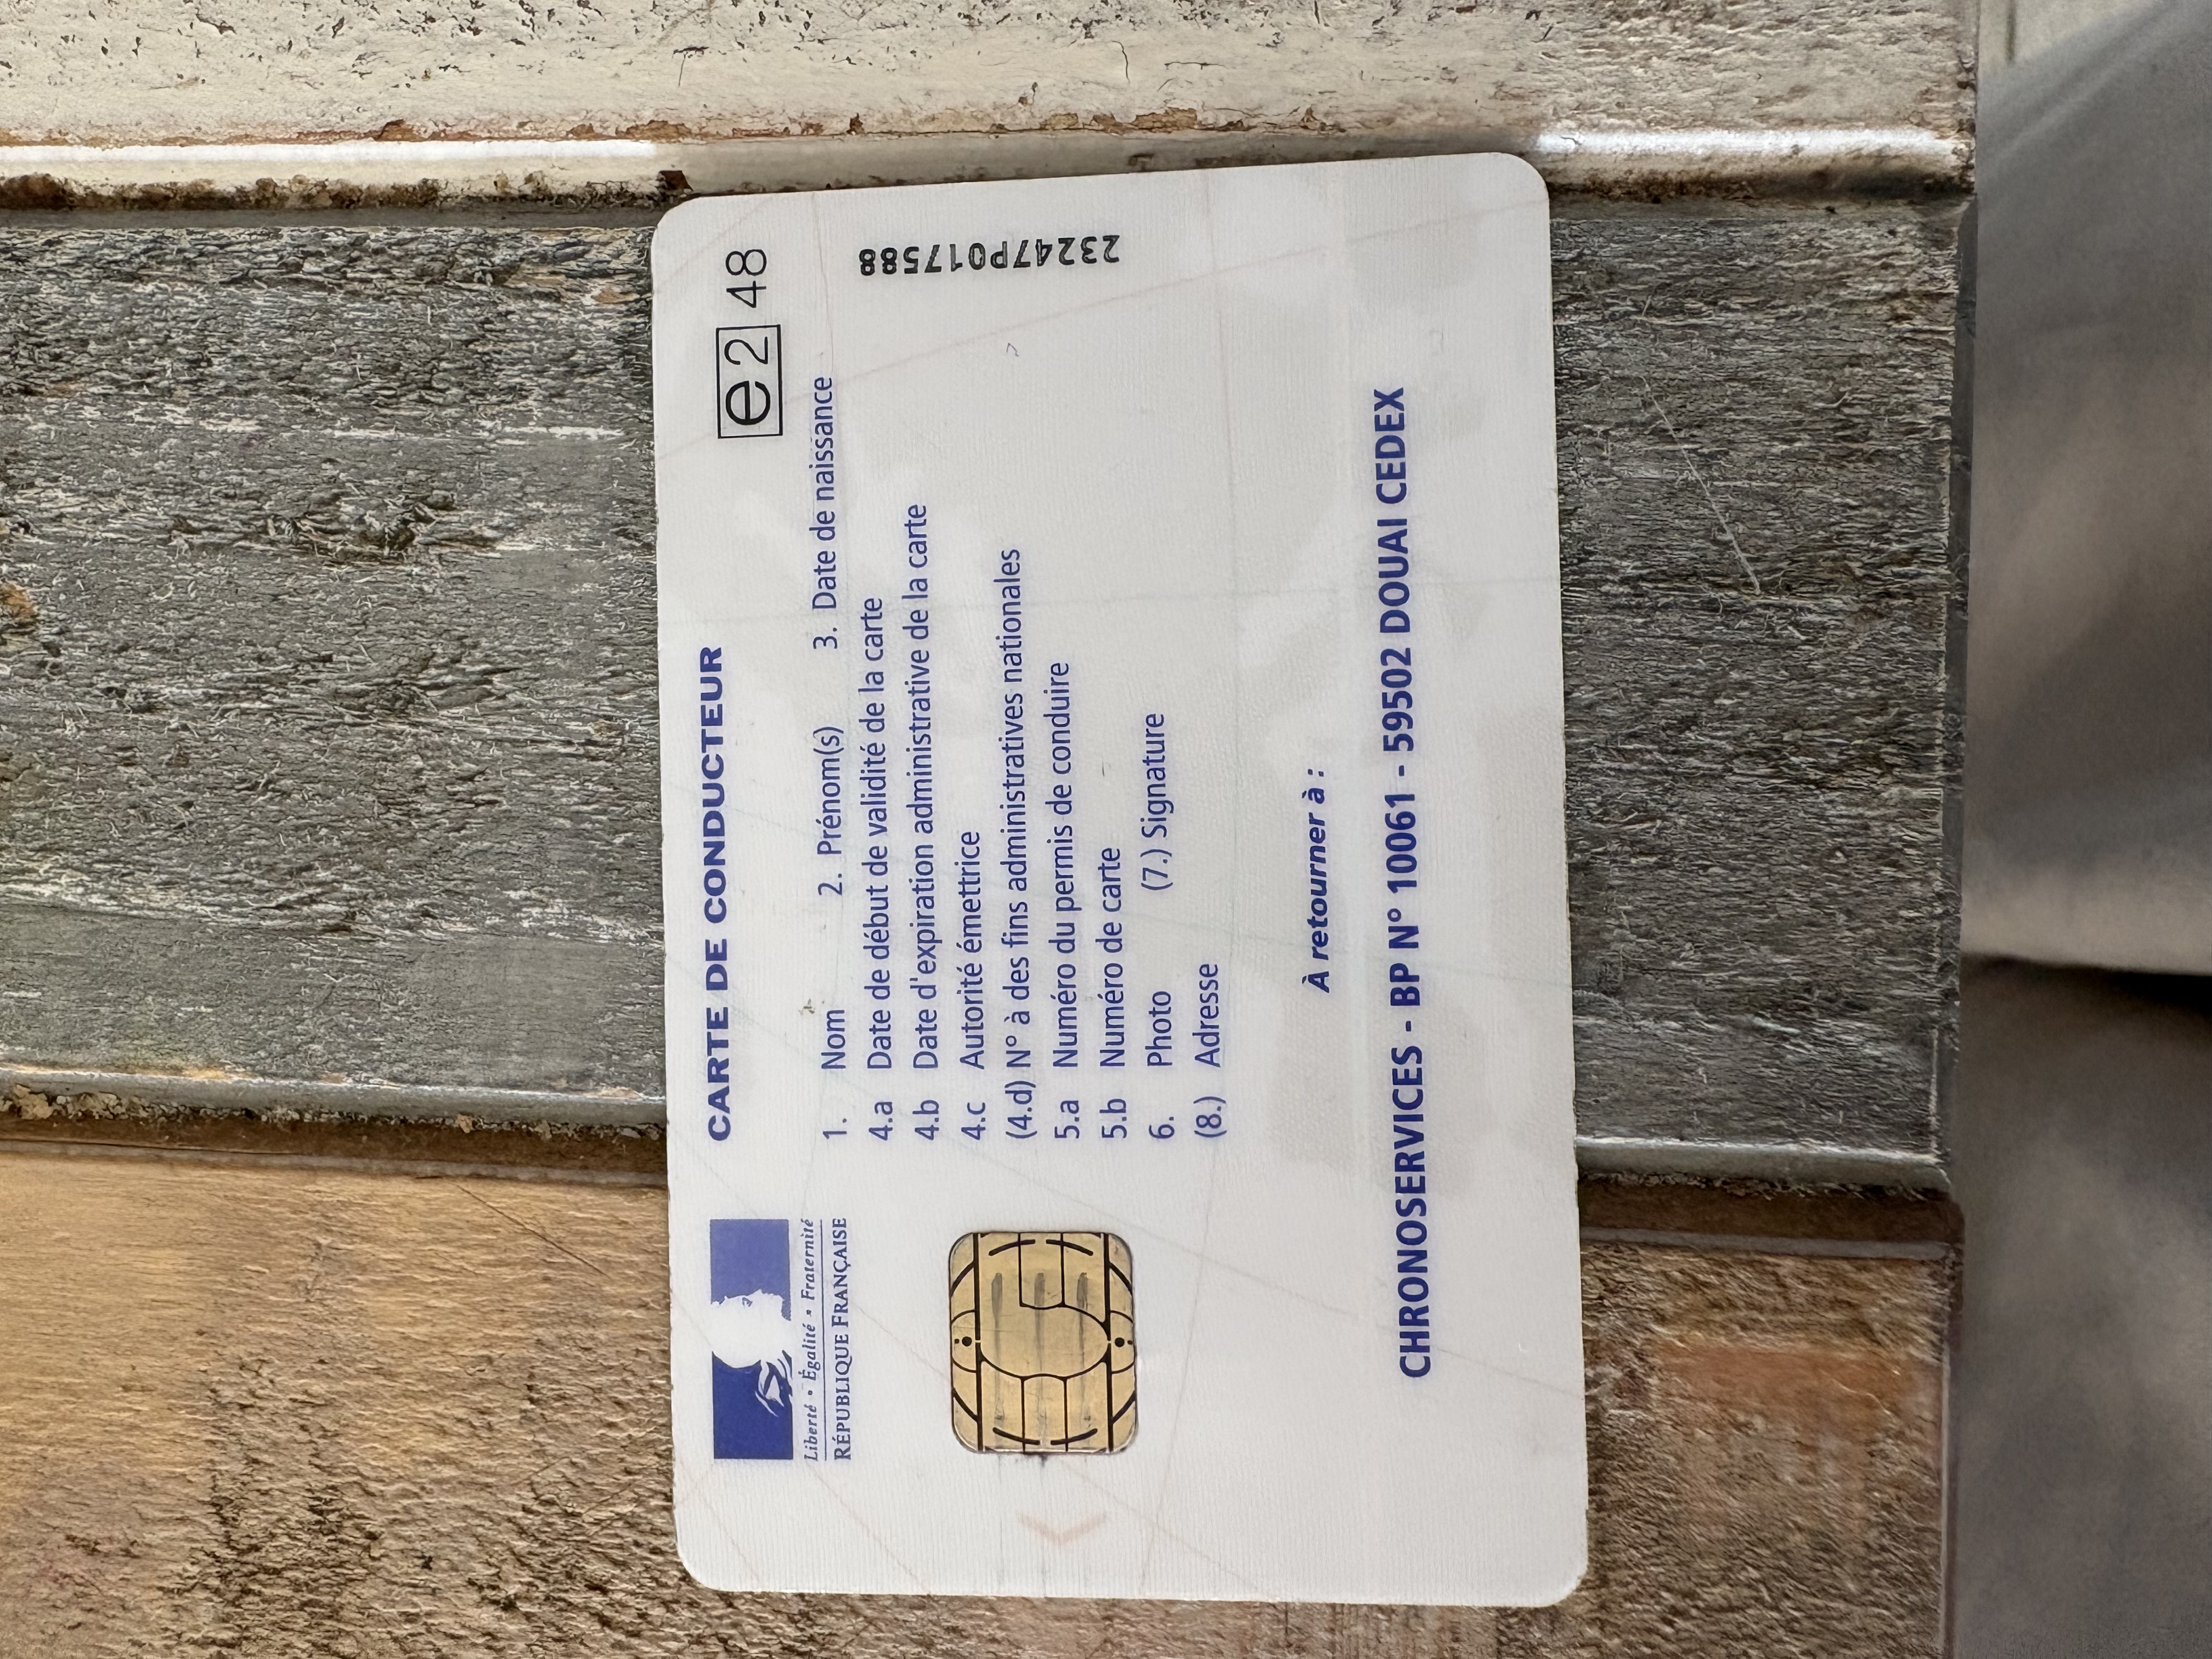 CARTE DE CONDUCTEUR
e2 48
Liberté • Égalité • Fraternité
RÉPUBLIQUE FRANÇAISE
1. Nom 2. Prénom(s) 3. Date de naissance
4.a Date de début de validité de la carte
4.b Date d'expiration administrative de la carte
4.c Autorité émettrice
(4.d) N° à des fins administratives nationales
5.a Numéro du permis de conduire
5.b Numéro de carte
6. Photo (7.) Signature
(8.) Adresse
23247P017588
À retourner à :
CHRONOSERVICES - BP N° 10061 - 59502 DOUAI CEDEX